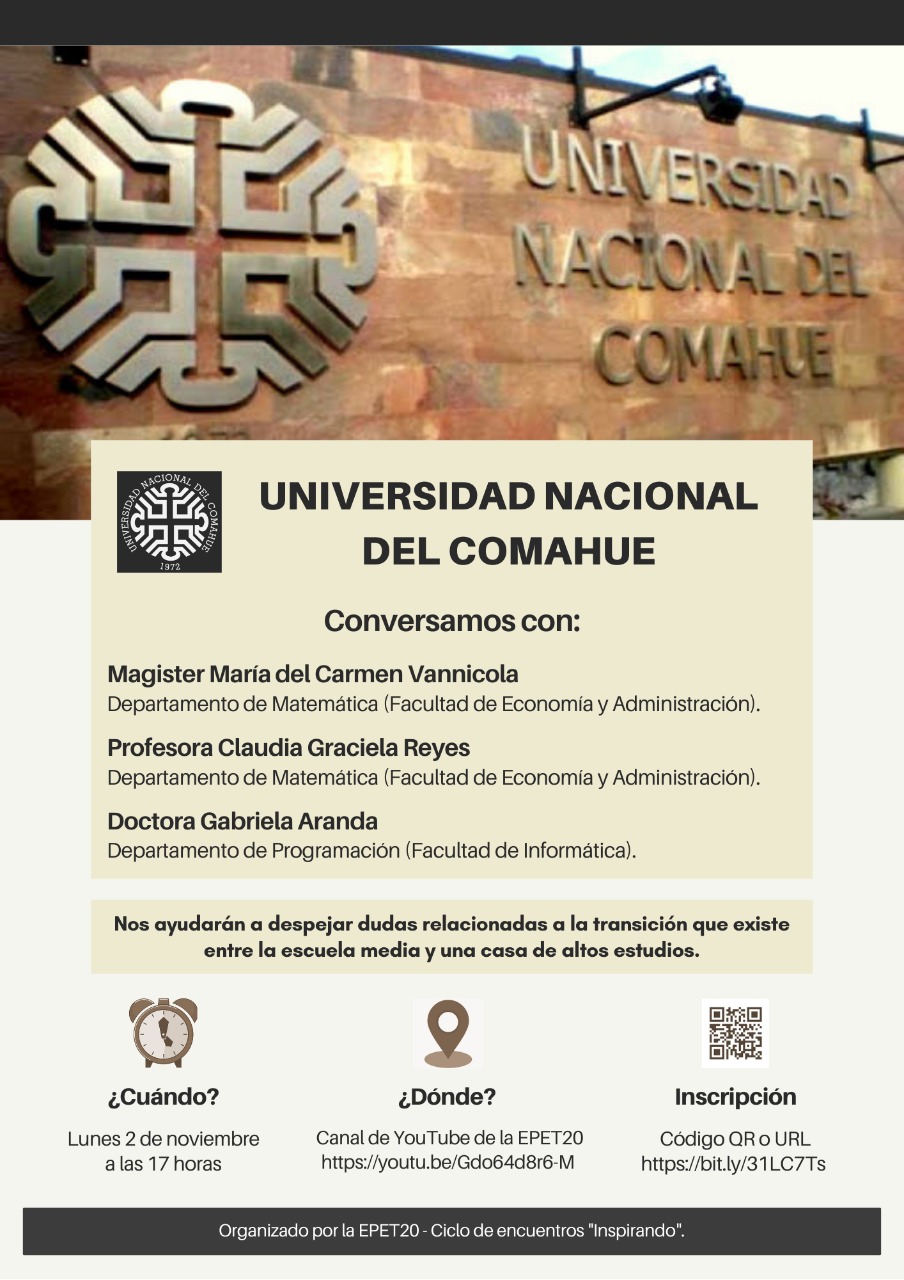 UNIVERSIDAD
NACIONAL DEL
COMAHUE
UNIVERSIDAD NACIONAL DEL COMAHUE
1972
UNIVERSIDAD NACIONAL
DEL COMAHUE
Conversamos con:
Magister María del Carmen Vannicola
Departamento de Matemática (Facultad de Economía y Administración).
Profesora Claudia Graciela Reyes
Departamento de Matemática (Facultad de Economía y Administración).
Doctora Gabriela Aranda
Departamento de Programación (Facultad de Informática).
Nos ayudarán a despejar dudas relacionadas a la transición que existe
entre la escuela media y una casa de altos estudios.
¿Cuándo?
Lunes 2 de noviembre
a las 17 horas
¿Dónde?
Canal de YouTube de la EPET20
https://youtu.be/Gdo64d8r6-M
Inscripción
Código QR o URL
https://bit.ly/31LC7Ts
Organizado por la EPET20 - Ciclo de encuentros "Inspirando".